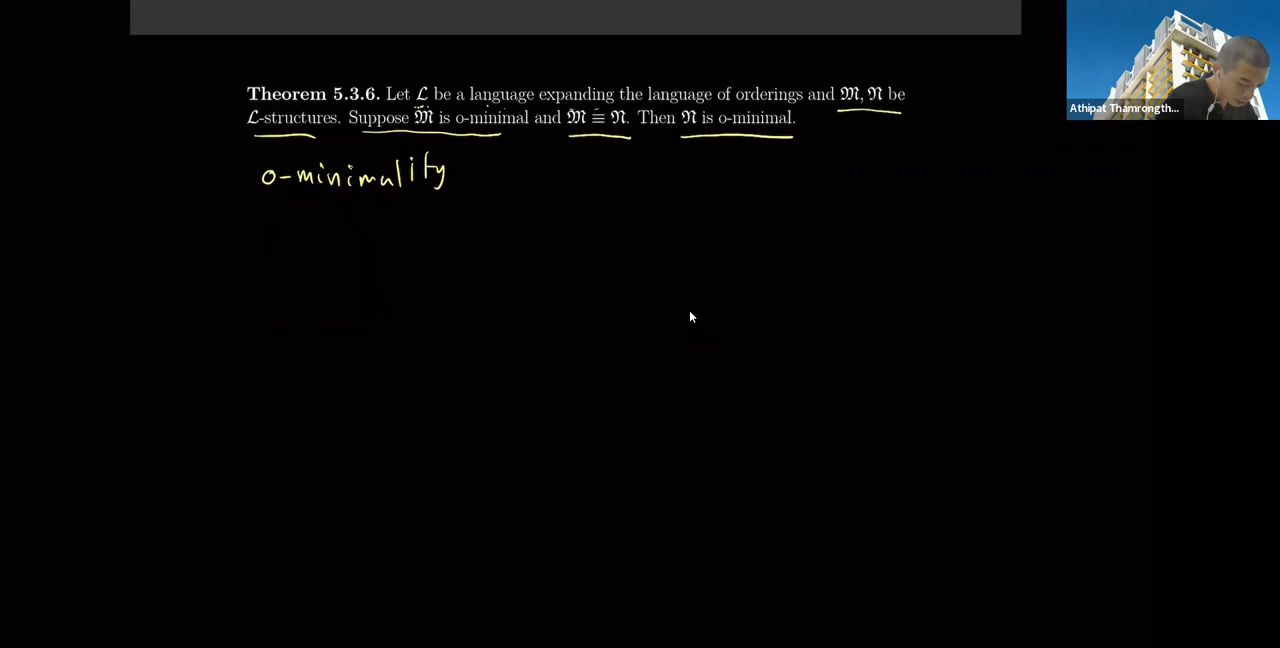 Theorem 5.3.6. Let ℒ be a language expanding the language of orderings and 𝔐, 𝔑 be
ℒ-structures. Suppose 𝔐 is o-minimal and 𝔐 ≡ 𝔑. Then 𝔑 is o-minimal.
o-minimality
Athipat Thamrongth...